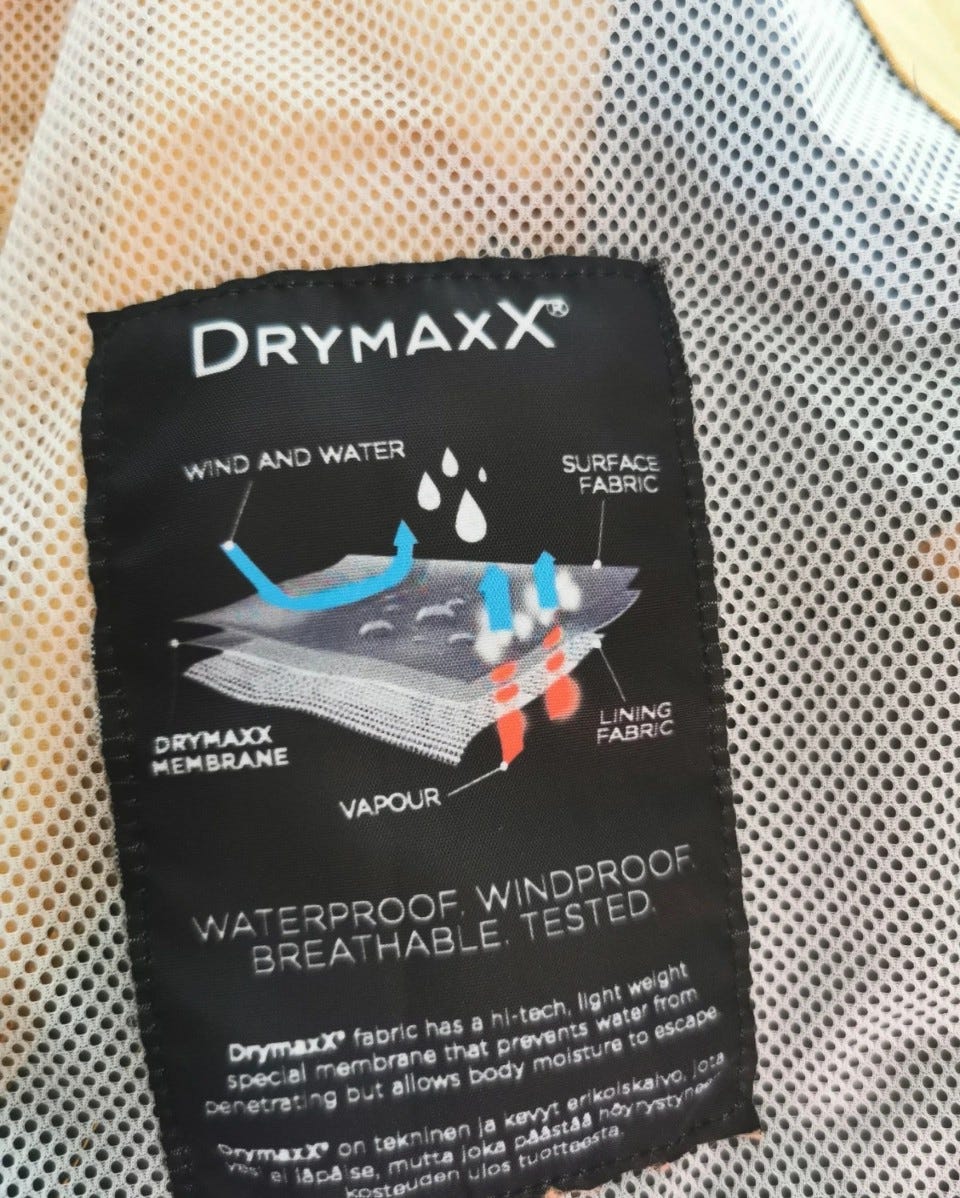 DRYMAXX®
WIND AND WATER
SURFACE
FABRIC
DRYMAXX
MEMBRANE
LINING
FABRIC
VAPOUR
WATERPROOF. WINDPROOF.
BREATHABLE. TESTED.
DrymaxX® fabric has a hi-tech, light weight
special membrane that prevents water from
penetrating but allows body moisture to escape.
DrymaxX® on tekninen ja kevyt erikoiskalvo, jota
vesi ei läpäise, mutta joka päästää höyrystyneen
kosteuden ulos tuotteesta.